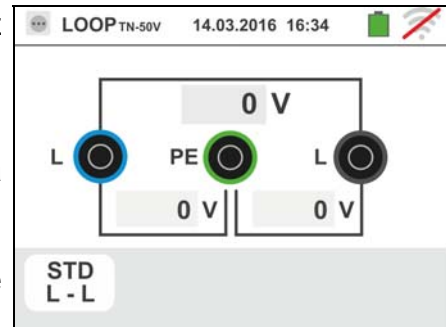 LOOP TN-50V 14.03.2016 16:34
0 V
L PE L
0 V 0 V
STD
L - L